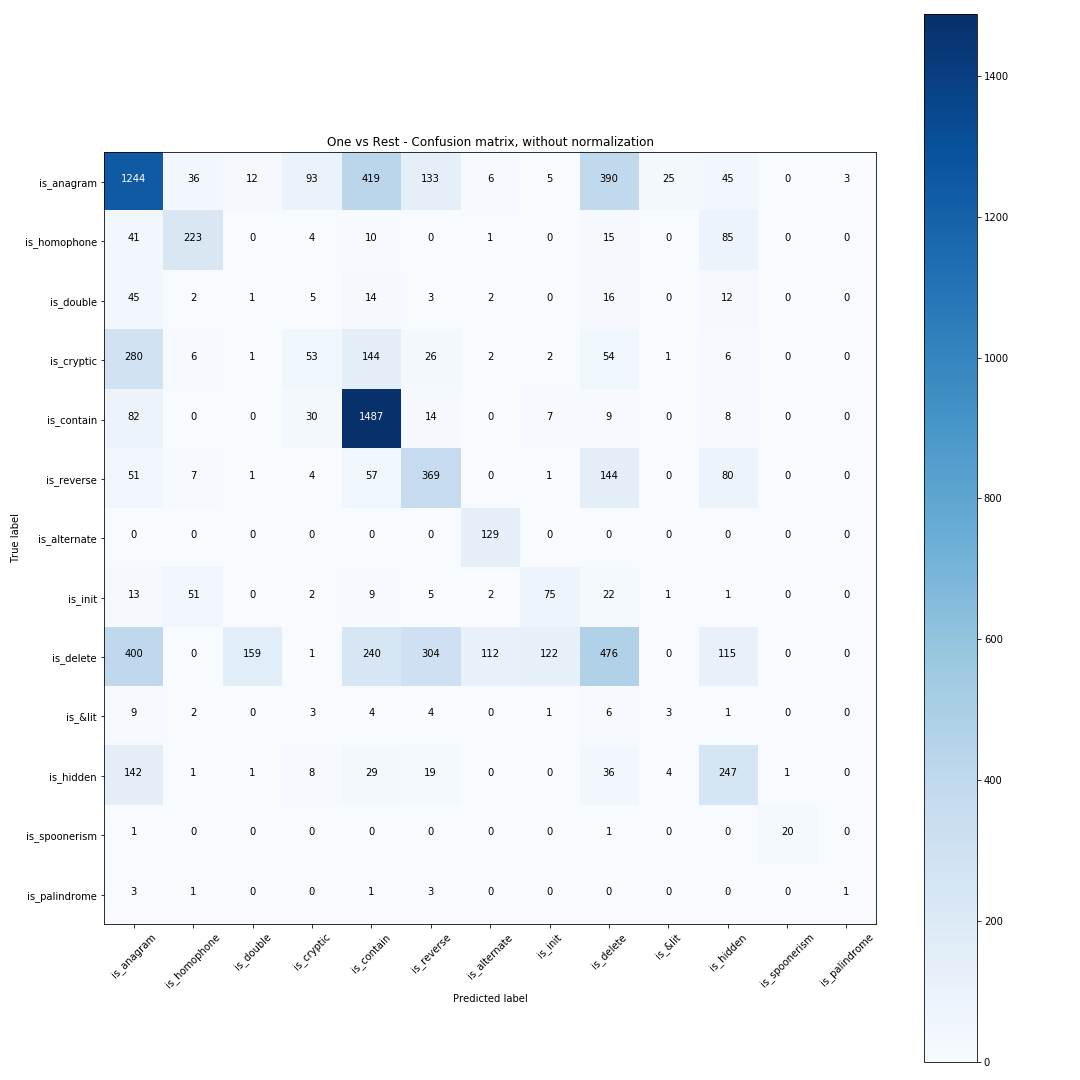 One vs Rest - Confusion matrix, without normalization
is_anagram 1244 36 12 93 419 133 6 5 390 25 45 0 3
is_homophone 41 223 0 4 10 0 1 0 15 0 85 0 0
is_double 45 2 1 5 14 3 2 0 16 0 12 0 0
is_cryptic 280 6 1 53 144 26 2 2 54 1 6 0 0
is_contain 82 0 0 30 1487 14 0 7 9 0 8 0 0
is_reverse 51 7 1 4 57 369 0 1 144 0 80 0 0
is_alternate 0 0 0 0 0 0 129 0 0 0 0 0 0
is_init 13 51 0 2 9 5 2 75 22 1 1 0 0
is_delete 400 0 159 1 240 304 112 122 476 0 115 0 0
is_&lit 9 2 0 3 4 4 0 1 6 3 1 0 0
is_hidden 142 1 1 8 29 19 0 0 36 4 247 1 0
is_spoonerism 1 0 0 0 0 0 0 0 1 0 0 20 0
is_palindrome 3 1 0 0 1 3 0 0 0 0 0 0 1
True label
is_anagram is_homophone is_double is_cryptic is_contain is_reverse is_alternate is_init is_delete is_&lit is_hidden is_spoonerism is_palindrome
Predicted label
1400
1200
1000
800
600
400
200
0